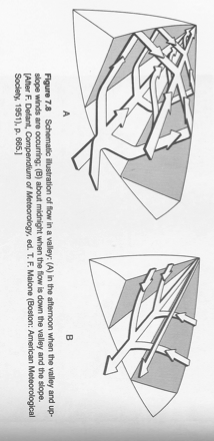 A
B
Figure 7.8 Schematic illustration of flow in a valley: (A) in the afternoon when the valley and up-
slope winds are occurring; (B) about midnight when the flow is down the valley and the slope.
[After F. Defant, Compendium of Meteorology, ed. T. F. Malone (Boston: American Meteorological
Society, 1951), p. 665.]